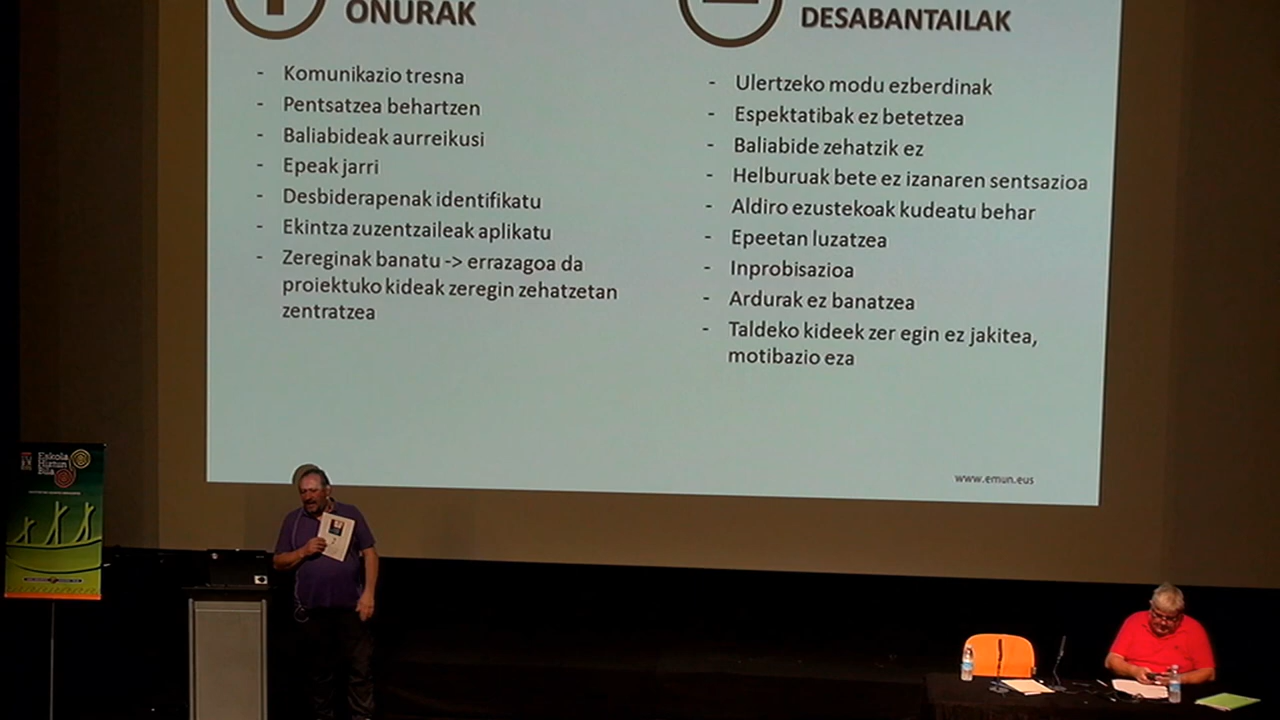 ONURAK
- Komunikazio tresna
- Pentsatzea behartzen
- Baliabideak aurreikusi
- Epeak jarri
- Desbiderapenak identifikatu
- Ekintza zuzentzaileak aplikatu
- Zereginak banatu -> errazagoa da
proiektuko kideak zeregin zehatzetan
zentratzea
DESABANTAILAK
- Ulertzeko modu ezberdinak
- Espektatibak ez betetzea
- Baliabide zehatzik ez
- Helburuak bete ez izanaren sentsazioa
- Aldiro ezustekoak kudeatu behar
- Epeetan luzatzea
- Inprobisazioa
- Ardurak ez banatzea
- Taldeko kideek zer egin ez jakitea,
motibazio eza
www.emun.eus
Eskola
Hiztun
Bila